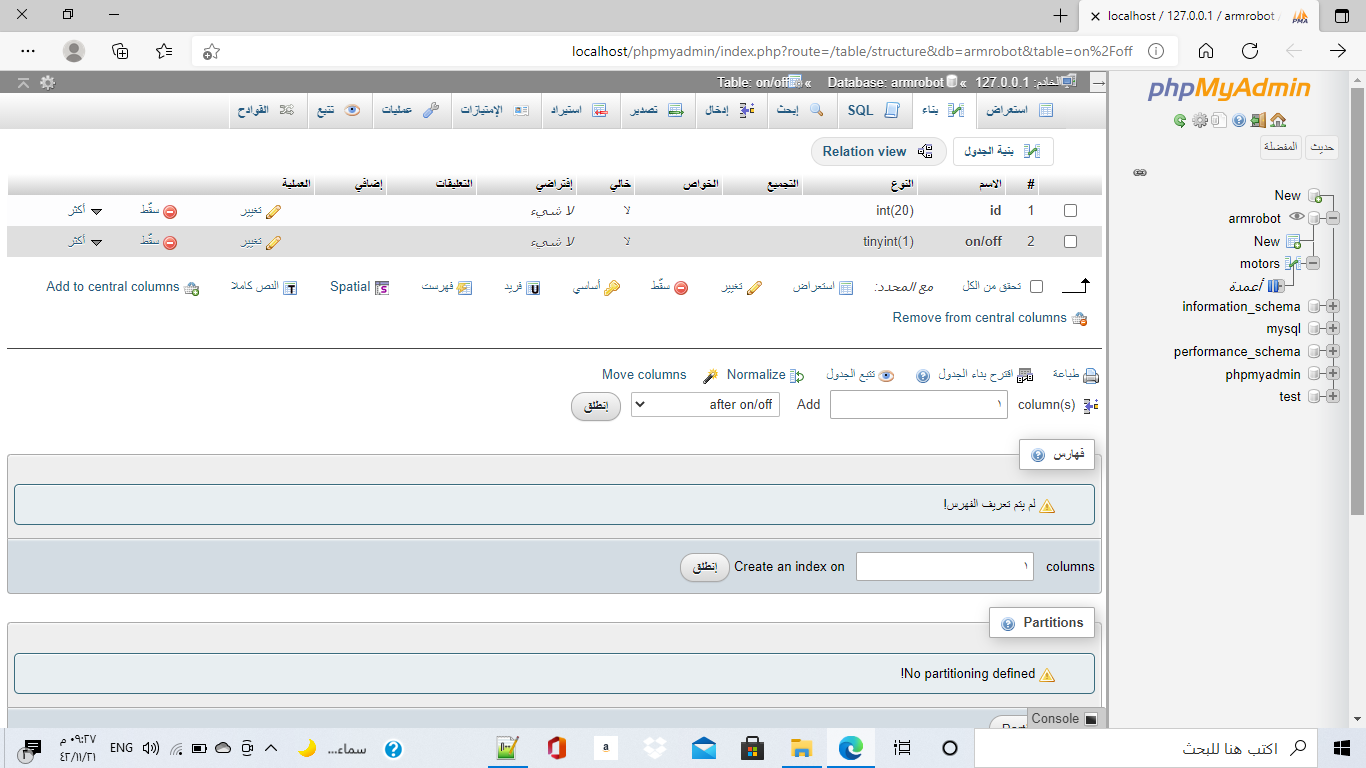 localhost / 127.0.0.1 / armrobot
localhost/phpmyadmin/index.php?route=/table/structure&db=armrobot&table=on%2Foff
phpMyAdmin
حديث
المفضلة
New
armrobot
New
motors
أعمدة
information_schema
mysql
performance_schema
phpmyadmin
test
الخادم: 127.0.0.1 » Database: armrobot » Table: on/off
استعراض
بناء
SQL
إبحث
إدخال
تصدير
استيراد
الإمتيازات
عمليات
تتبع
القوادح
بنية الجدول
Relation view
# الاسم النوع التجميع الخواص خالي إفتراضي التعليقات إضافي العملية
1 id int(20) لا لا شيء تغيير سقّط أكثر
2 on/off tinyint(1) لا لا شيء تغيير سقّط أكثر
تحقق من الكل مع المحدد: استعراض تغيير سقّط أساسي فريد فهرست Spatial النص كاملا Add to central columns
Remove from central columns
طباعة اقترح بناء الجدول تتبع الجدول Normalize Move columns
column(s) ١ Add after on/off إنطلق
فهارس
لم يتم تعريف الفهرس!
columns ١ Create an index on إنطلق
Partitions
No partitioning defined!
Console
اكتب هنا للبحث
a
سماء...
ENG
٠٩:٢٧ م
٤٢/١١/٢١